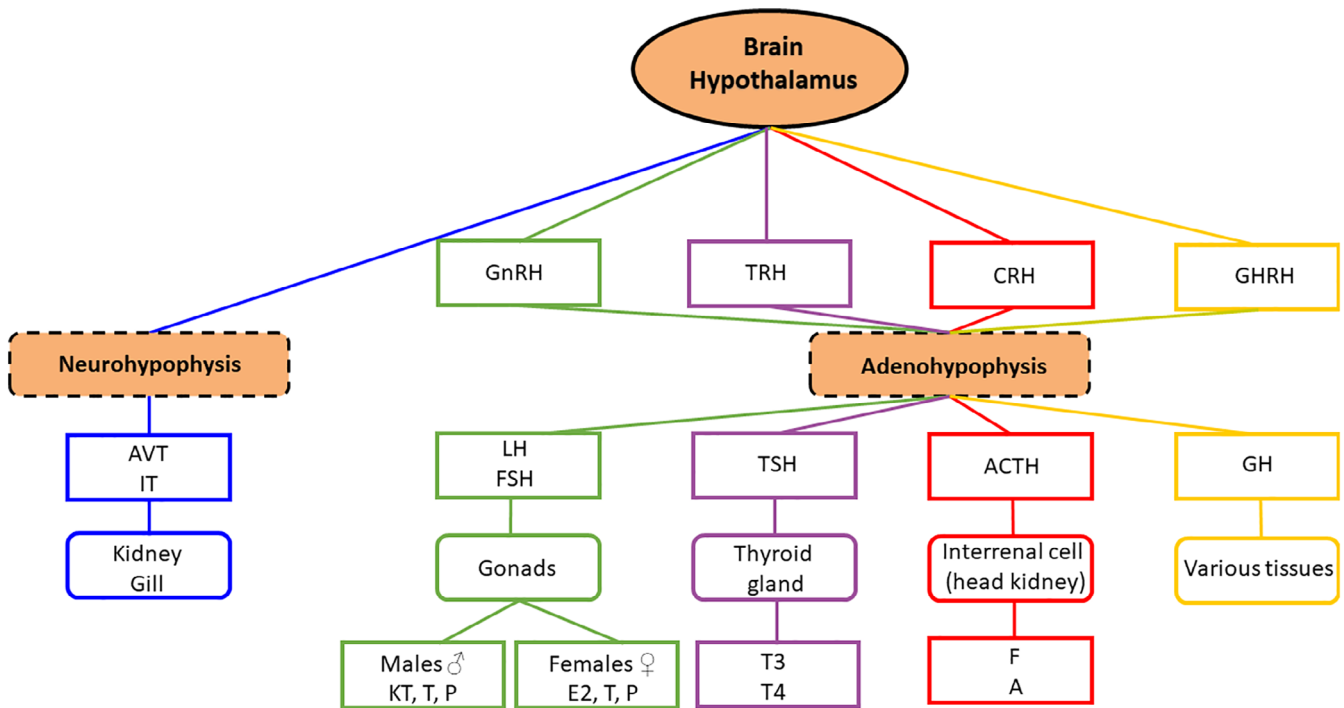 Brain
Hypothalamus
GnRH
TRH
CRH
GHRH
Neurohypophysis
Adenohypophysis
AVT
IT
LH
FSH
TSH
ACTH
GH
Kidney
Gill
Gonads
Thyroid
gland
Interrenal cell
(head kidney)
Various tissues
Males ♂
KT, T, P
Females ♀
E2, T, P
T3
T4
F
A